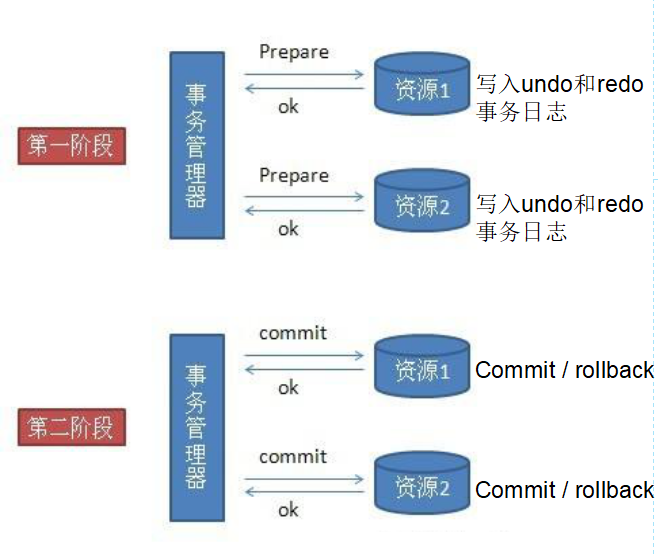 Prepare
资源1
写入undo和redo
事务日志
ok
事务管理器
第一阶段
Prepare
资源2
写入undo和redo
事务日志
ok
commit
资源1
Commit / rollback
ok
事务管理器
第二阶段
commit
资源2
Commit / rollback
ok